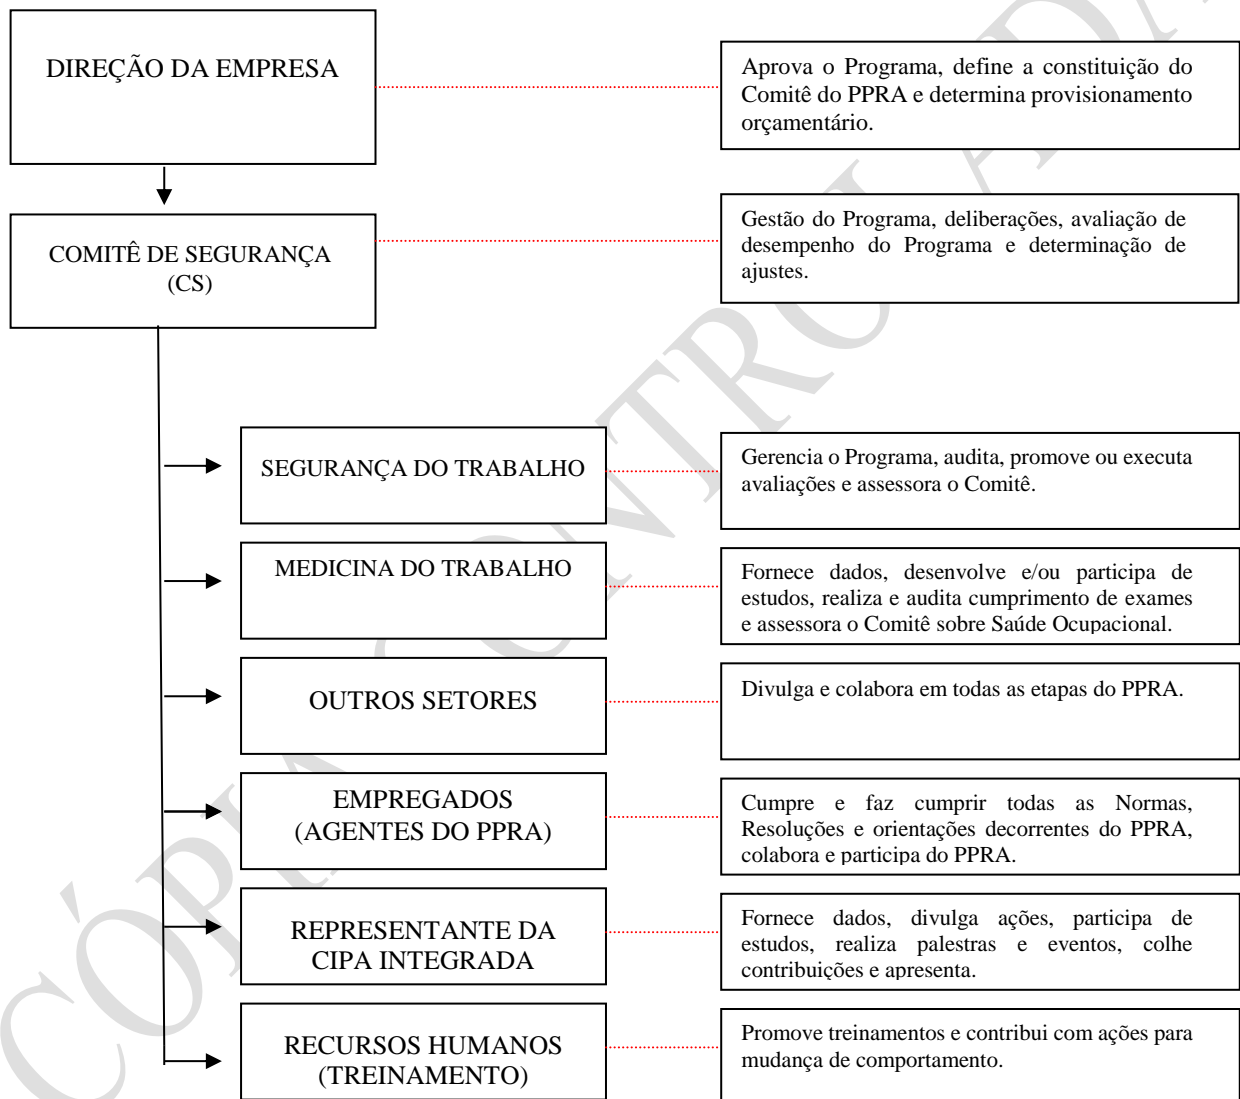 DIREÇÃO DA EMPRESA
Aprova o Programa, define a constituição do
Comitê do PPRA e determina provisionamento
orçamentário.
COMITÊ DE SEGURANÇA
(CS)
Gestão do Programa, deliberações, avaliação de
desempenho do Programa e determinação de
ajustes.
SEGURANÇA DO TRABALHO
Gerencia o Programa, audita, promove ou executa
avaliações e assessora o Comitê.
MEDICINA DO TRABALHO
Fornece dados, desenvolve e/ou participa de
estudos, realiza e audita cumprimento de exames
e assessora o Comitê sobre Saúde Ocupacional.
OUTROS SETORES
Divulga e colabora em todas as etapas do PPRA.
EMPREGADOS
(AGENTES DO PPRA)
Cumpre e faz cumprir todas as Normas,
Resoluções e orientações decorrentes do PPRA,
colabora e participa do PPRA.
REPRESENTANTE DA
CIPA INTEGRADA
Fornece dados, divulga ações, participa de
estudos, realiza palestras e eventos, colhe
contribuições e apresenta.
RECURSOS HUMANOS
(TREINAMENTO)
Promove treinamentos e contribui com ações para
mudança de comportamento.